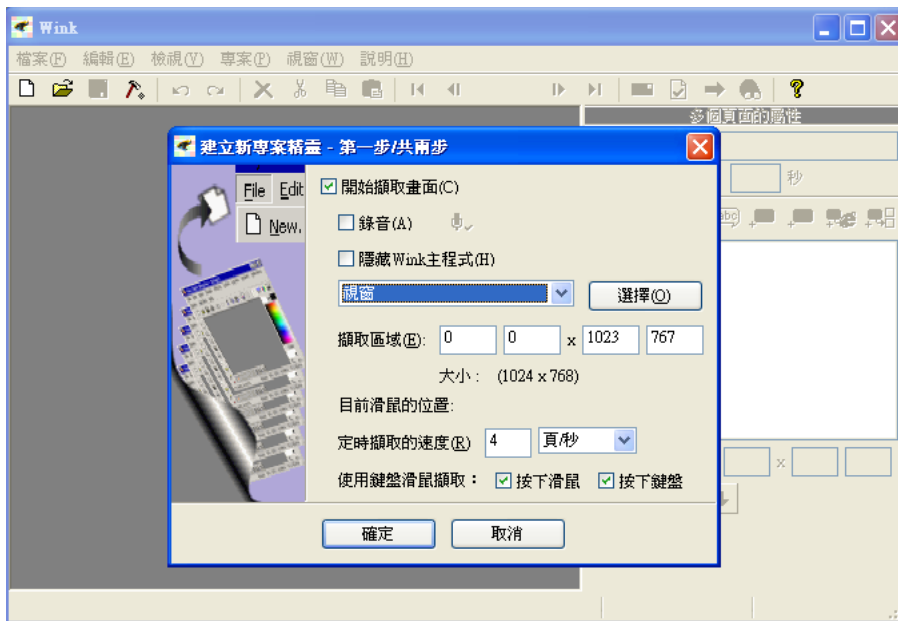 Wink
檔案(F) 編輯(E) 檢視(V) 專案(P) 視窗(W) 說明(H)
多個頁面的屬性
建立新專案精靈 - 第一步/共兩步
秒
File Edit
New.
開始擷取畫面(C)
錄音(A)
隱藏Wink主程式(H)
視窗
選擇(O)
擷取區域(E): 0 0 x 1023 767
大小 : (1024 x 768)
目前滑鼠的位置:
定時擷取的速度(R) 4 頁/秒
x
使用鍵盤滑鼠擷取： 按下滑鼠 按下鍵盤
確定 取消